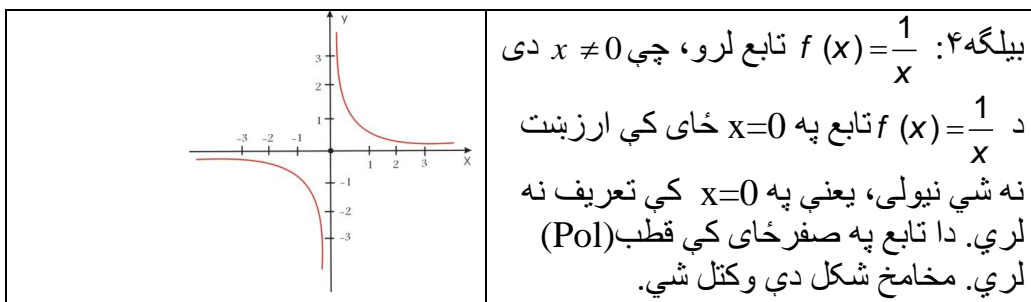 بیلګه۴: f (x) = 1/x تابع لرو، چې x ≠ 0 دی
د f (x) = 1/x تابع په x=0 ځای کې ارزښت
نه شي نیولی، یعنې په x=0 کې تعریف نه
لري. دا تابع په صفرځای کې قطب(Pol)
لري. مخامخ شکل دې وکتل شي.
y
3
2
1
-3 -2 -1 1 2 3 x
-1
-2
-3